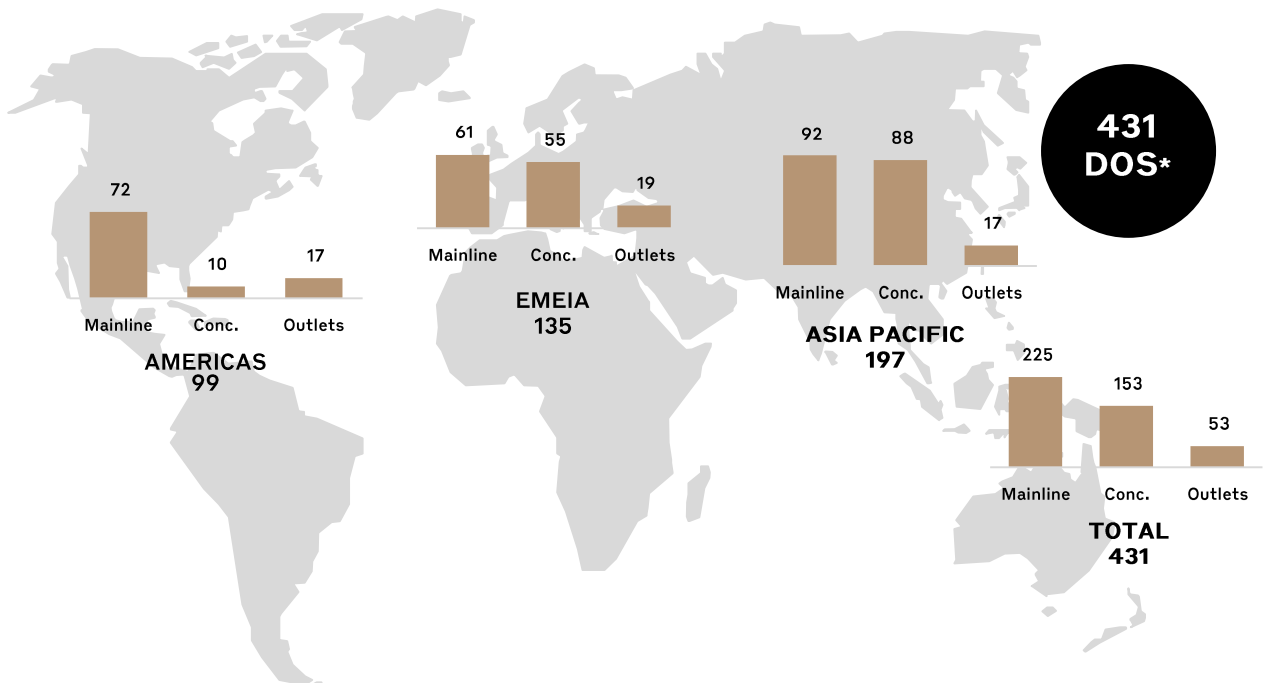 431
DOS*
72
10
17
Mainline Conc. Outlets
AMERICAS
99
61
55
19
Mainline Conc. Outlets
EMEIA
135
92
88
17
Mainline Conc. Outlets
ASIA PACIFIC
197
225
153
53
Mainline Conc. Outlets
TOTAL
431